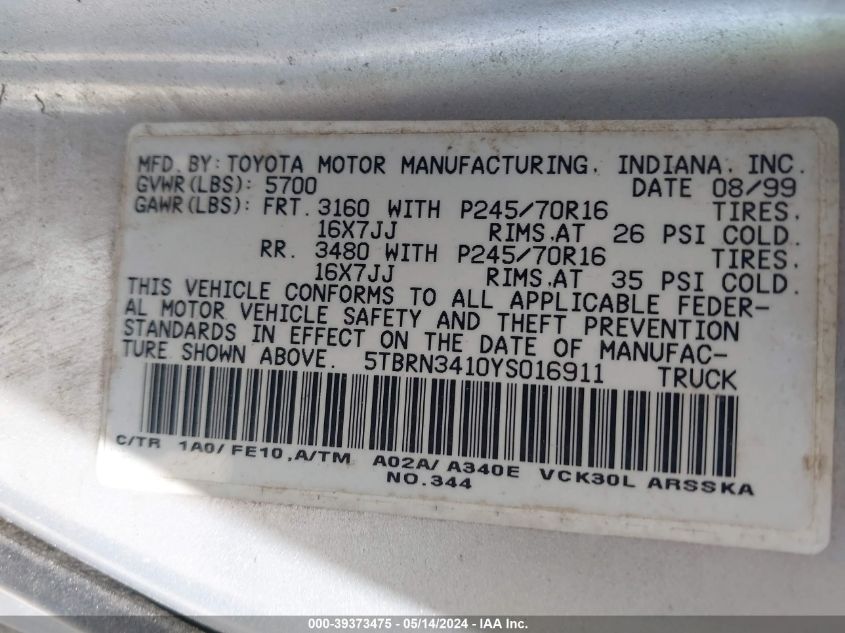 MFD. BY: TOYOTA MOTOR MANUFACTURING. INDIANA. INC.
GVWR(LBS): 5700 DATE 08/99
GAWR(LBS): FRT. 3160 WITH P245/70R16 TIRES.
16X7JJ RIMS.AT 26 PSI COLD.
RR. 3480 WITH P245/70R16 TIRES.
16X7JJ RIMS.AT 35 PSI COLD.
THIS VEHICLE CONFORMS TO ALL APPLICABLE FEDER-
AL MOTOR VEHICLE SAFETY AND THEFT PREVENTION
STANDARDS IN EFFECT ON THE DATE OF MANUFAC-
TURE SHOWN ABOVE. 5TBRN3410YS016911 TRUCK
C/TR 1A0/ FE10 ,A/TM A02A/ A340E VCK30L ARSSKA
NO.344
000-39373475 - 05/14/2024 - IAA Inc.